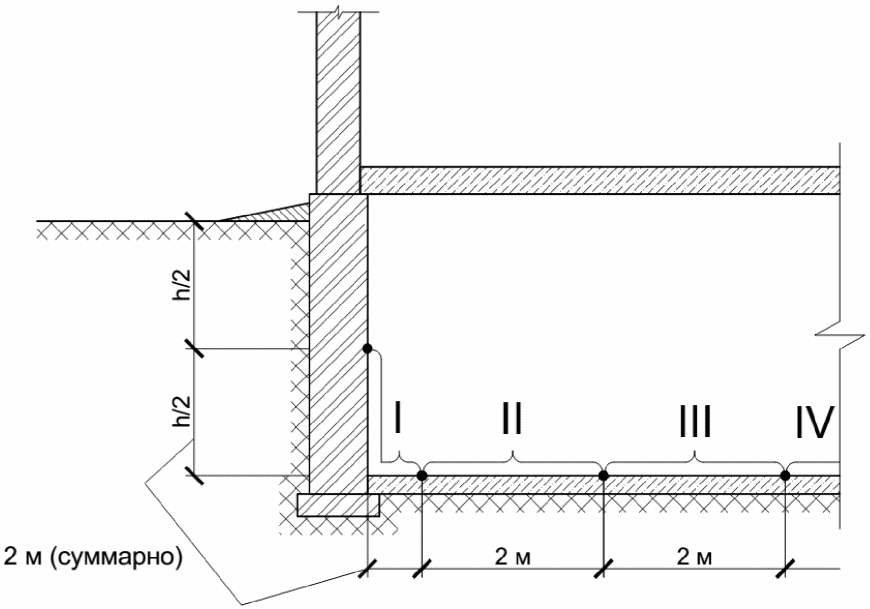 h/2
h/2
I
II
III
IV
2 м (суммарно)
2 м
2 м